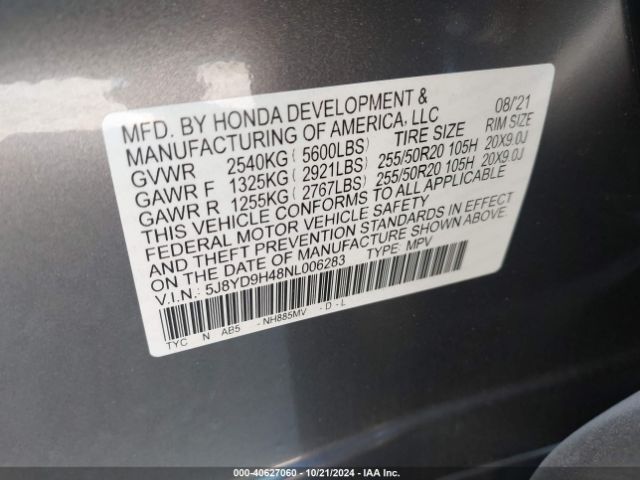 MFD. BY HONDA DEVELOPMENT & 08/'21
MANUFACTURING OF AMERICA, LLC TIRE SIZE RIM SIZE
GVWR 2540KG (5600LBS)
GAWR F 1325KG (2921LBS) 255/50R20 105H 20X9.0J
GAWR R 1255KG (2767LBS) 255/50R20 105H 20X9.0J
THIS VEHICLE CONFORMS TO ALL APPLICABLE
FEDERAL MOTOR VEHICLE SAFETY
AND THEFT PREVENTION STANDARDS IN EFFECT
ON THE DATE OF MANUFACTURE SHOWN ABOVE.
V.I.N.: 5J8YD9H48NL006283 TYPE: MPV
TYC N AB5 - NH885MV - D - L
000-40627060 - 10/21/2024 - IAA Inc.